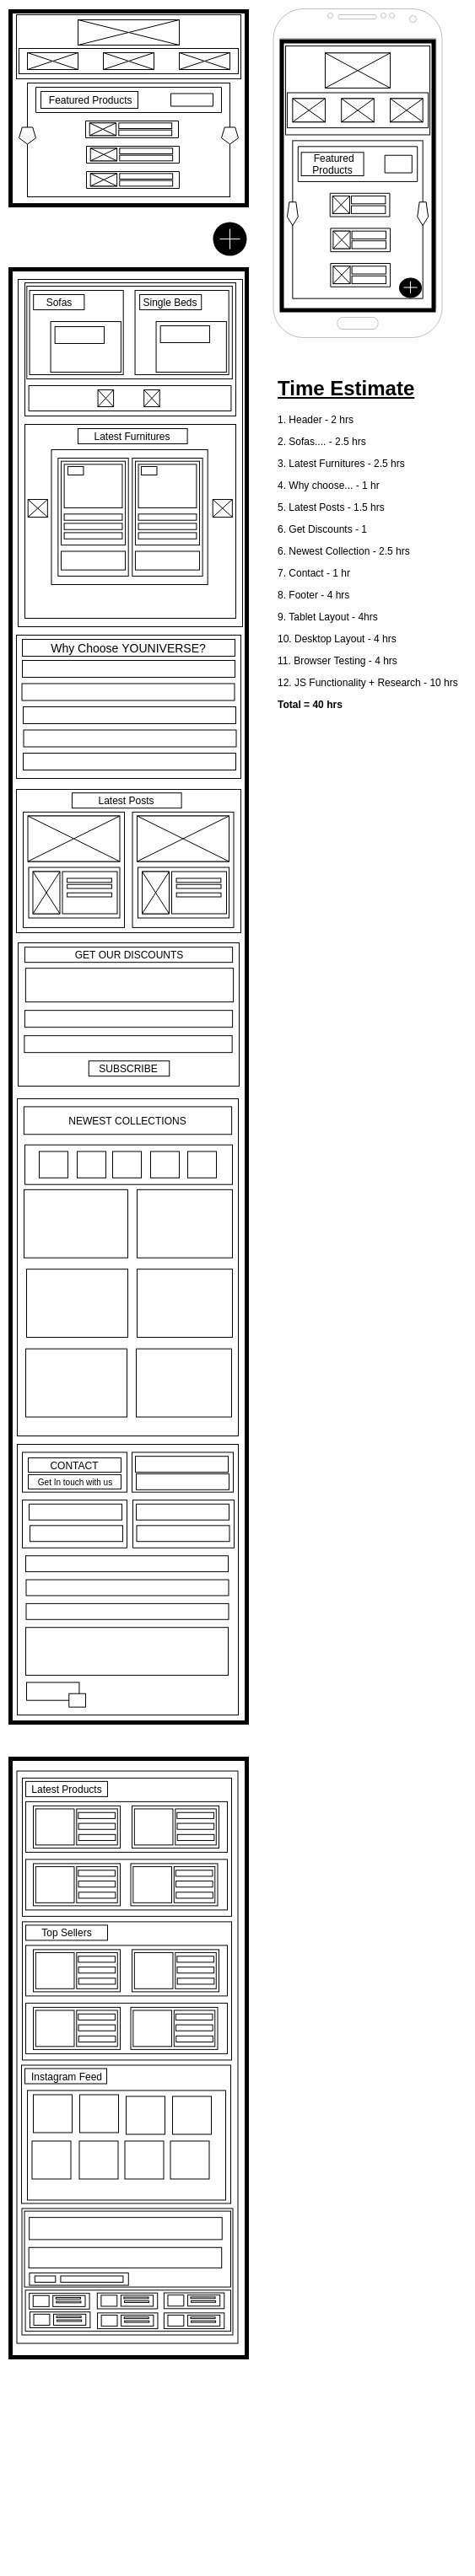 Featured Products
Featured
Products
Sofas
Single Beds
Latest Furnitures
Why Choose YOUNIVERSE?
Latest Posts
GET OUR DISCOUNTS
SUBSCRIBE
NEWEST COLLECTIONS
CONTACT
Get In touch with us
Latest Products
Top Sellers
Instagram Feed
Time Estimate
1. Header - 2 hrs
2. Sofas.... - 2.5 hrs
3. Latest Furnitures - 2.5 hrs
4. Why choose... - 1 hr
5. Latest Posts - 1.5 hrs
6. Get Discounts - 1
6. Newest Collection - 2.5 hrs
7. Contact - 1 hr
8. Footer - 4 hrs
9. Tablet Layout - 4hrs
10. Desktop Layout - 4 hrs
11. Browser Testing - 4 hrs
12. JS Functionality + Research - 10 hrs
Total = 40 hrs